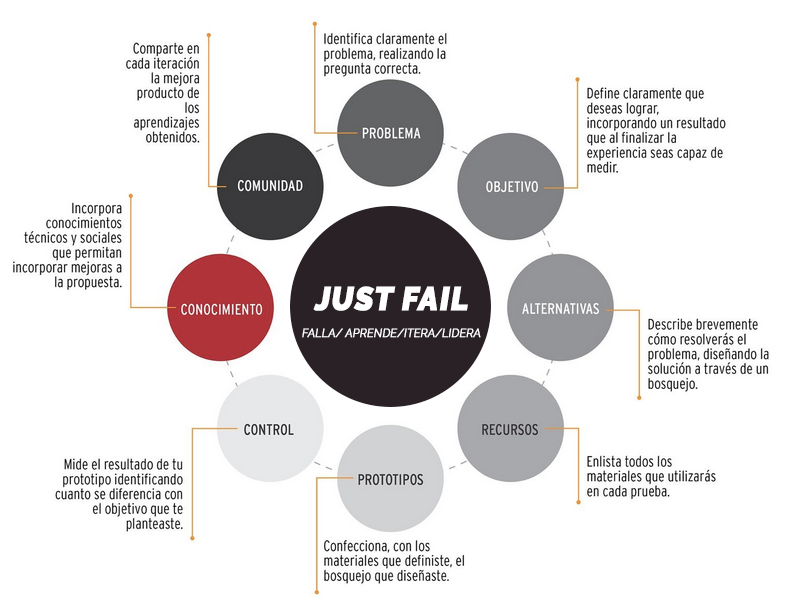 Identifica claramente el
problema, realizando la
pregunta correcta.
PROBLEMA
Define claramente que
deseas lograr,
incorporando un resultado
que al finalizar la
experiencia seas capaz de
medir.
OBJETIVO
ALTERNATIVAS
Describe brevemente
cómo resolverás el
problema, diseñando la
solución a través de un
bosquejo.
RECURSOS
Enlista todos los
materiales que utilizarás
en cada prueba.
PROTOTIPOS
Confecciona, con los
materiales que definiste, el
bosquejo que diseñaste.
CONTROL
Mide el resultado de tu
prototipo identificando
cuanto se diferencia con
el objetivo que te
planteaste.
CONOCIMIENTO
Incorpora
conocimientos
técnicos y sociales
que permitan
incorporar mejoras a
la propuesta.
COMUNIDAD
Comparte en
cada iteración
la mejora
producto de
los
aprendizajes
obtenidos.
JUST FAIL
FALLA/ APRENDE/ITERA/LIDERA